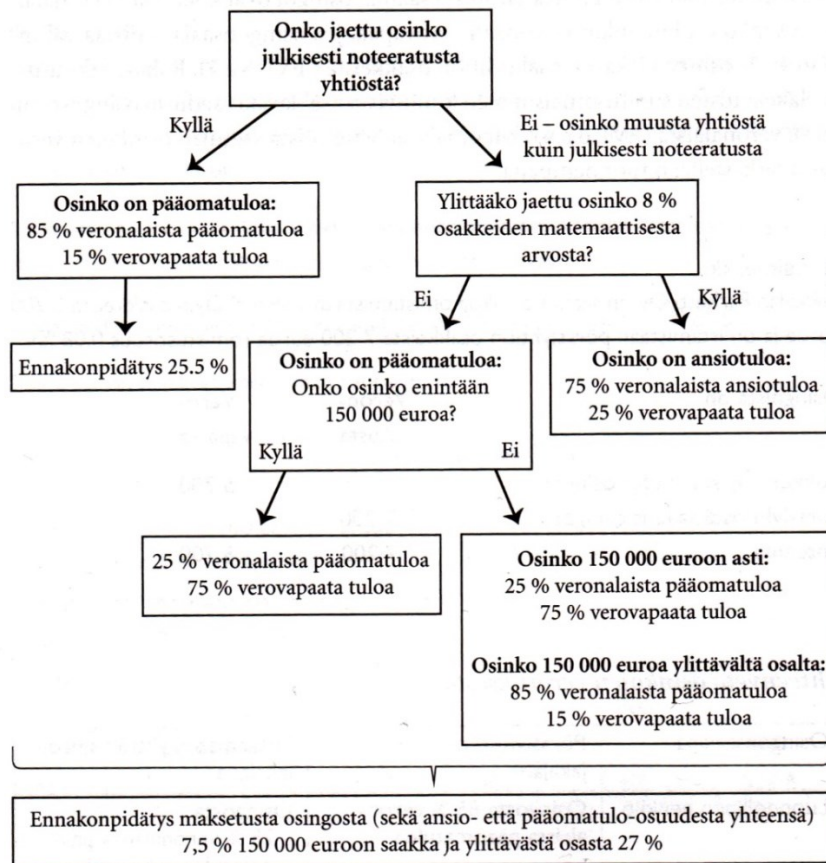 Onko jaettu osinko
julkisesti noteeratusta
yhtiöstä?
Kyllä
Ei – osinko muusta yhtiöstä
kuin julkisesti noteeratusta
Osinko on pääomatuloa:
85 % veronalaista pääomatuloa
15 % verovapaata tuloa
Ylittääkö jaettu osinko 8 %
osakkeiden matemaattisesta
arvosta?
Ei
Kyllä
Ennakonpidätys 25.5 %
Osinko on pääomatuloa:
Onko osinko enintään
150 000 euroa?
Osinko on ansiotuloa:
75 % veronalaista ansiotuloa
25 % verovapaata tuloa
Kyllä
Ei
25 % veronalaista pääomatuloa
75 % verovapaata tuloa
Osinko 150 000 euroon asti:
25 % veronalaista pääomatuloa
75 % verovapaata tuloa
Osinko 150 000 euroa ylittävältä osalta:
85 % veronalaista pääomatuloa
15 % verovapaata tuloa
Ennakonpidätys maksetusta osingosta (sekä ansio- että pääomatulo-osuudesta yhteensä)
7,5 % 150 000 euroon saakka ja ylittävästä osasta 27 %